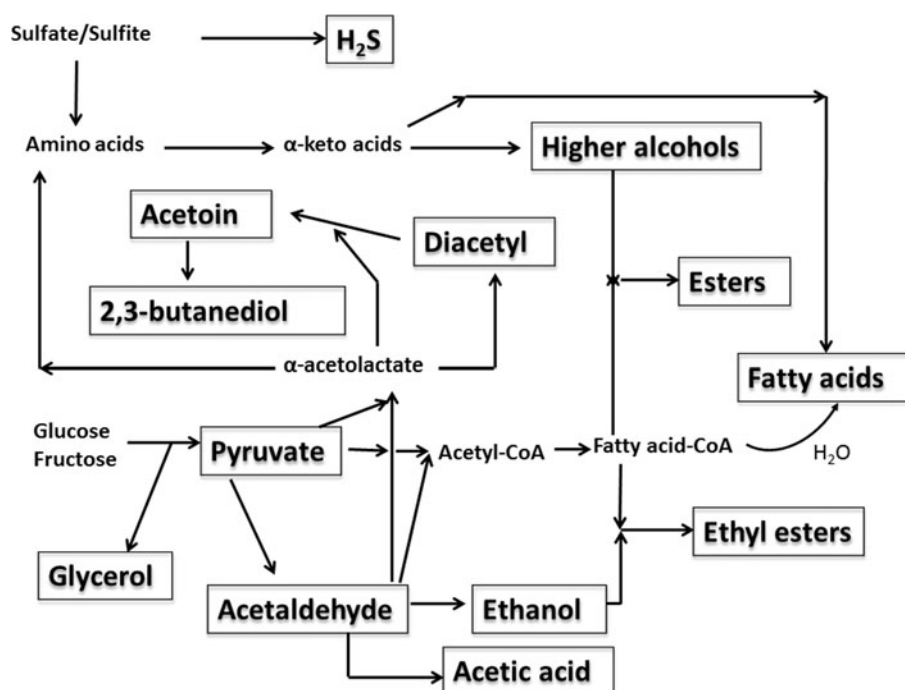 Sulfate/Sulfite
H₂S
Amino acids
α-keto acids
Higher alcohols
Acetoin
Diacetyl
Esters
2,3-butanediol
α-acetolactate
Fatty acids
Glucose
Fructose
Pyruvate
Acetyl-CoA
Fatty acid-CoA
H₂O
Glycerol
Ethyl esters
Acetaldehyde
Ethanol
Acetic acid